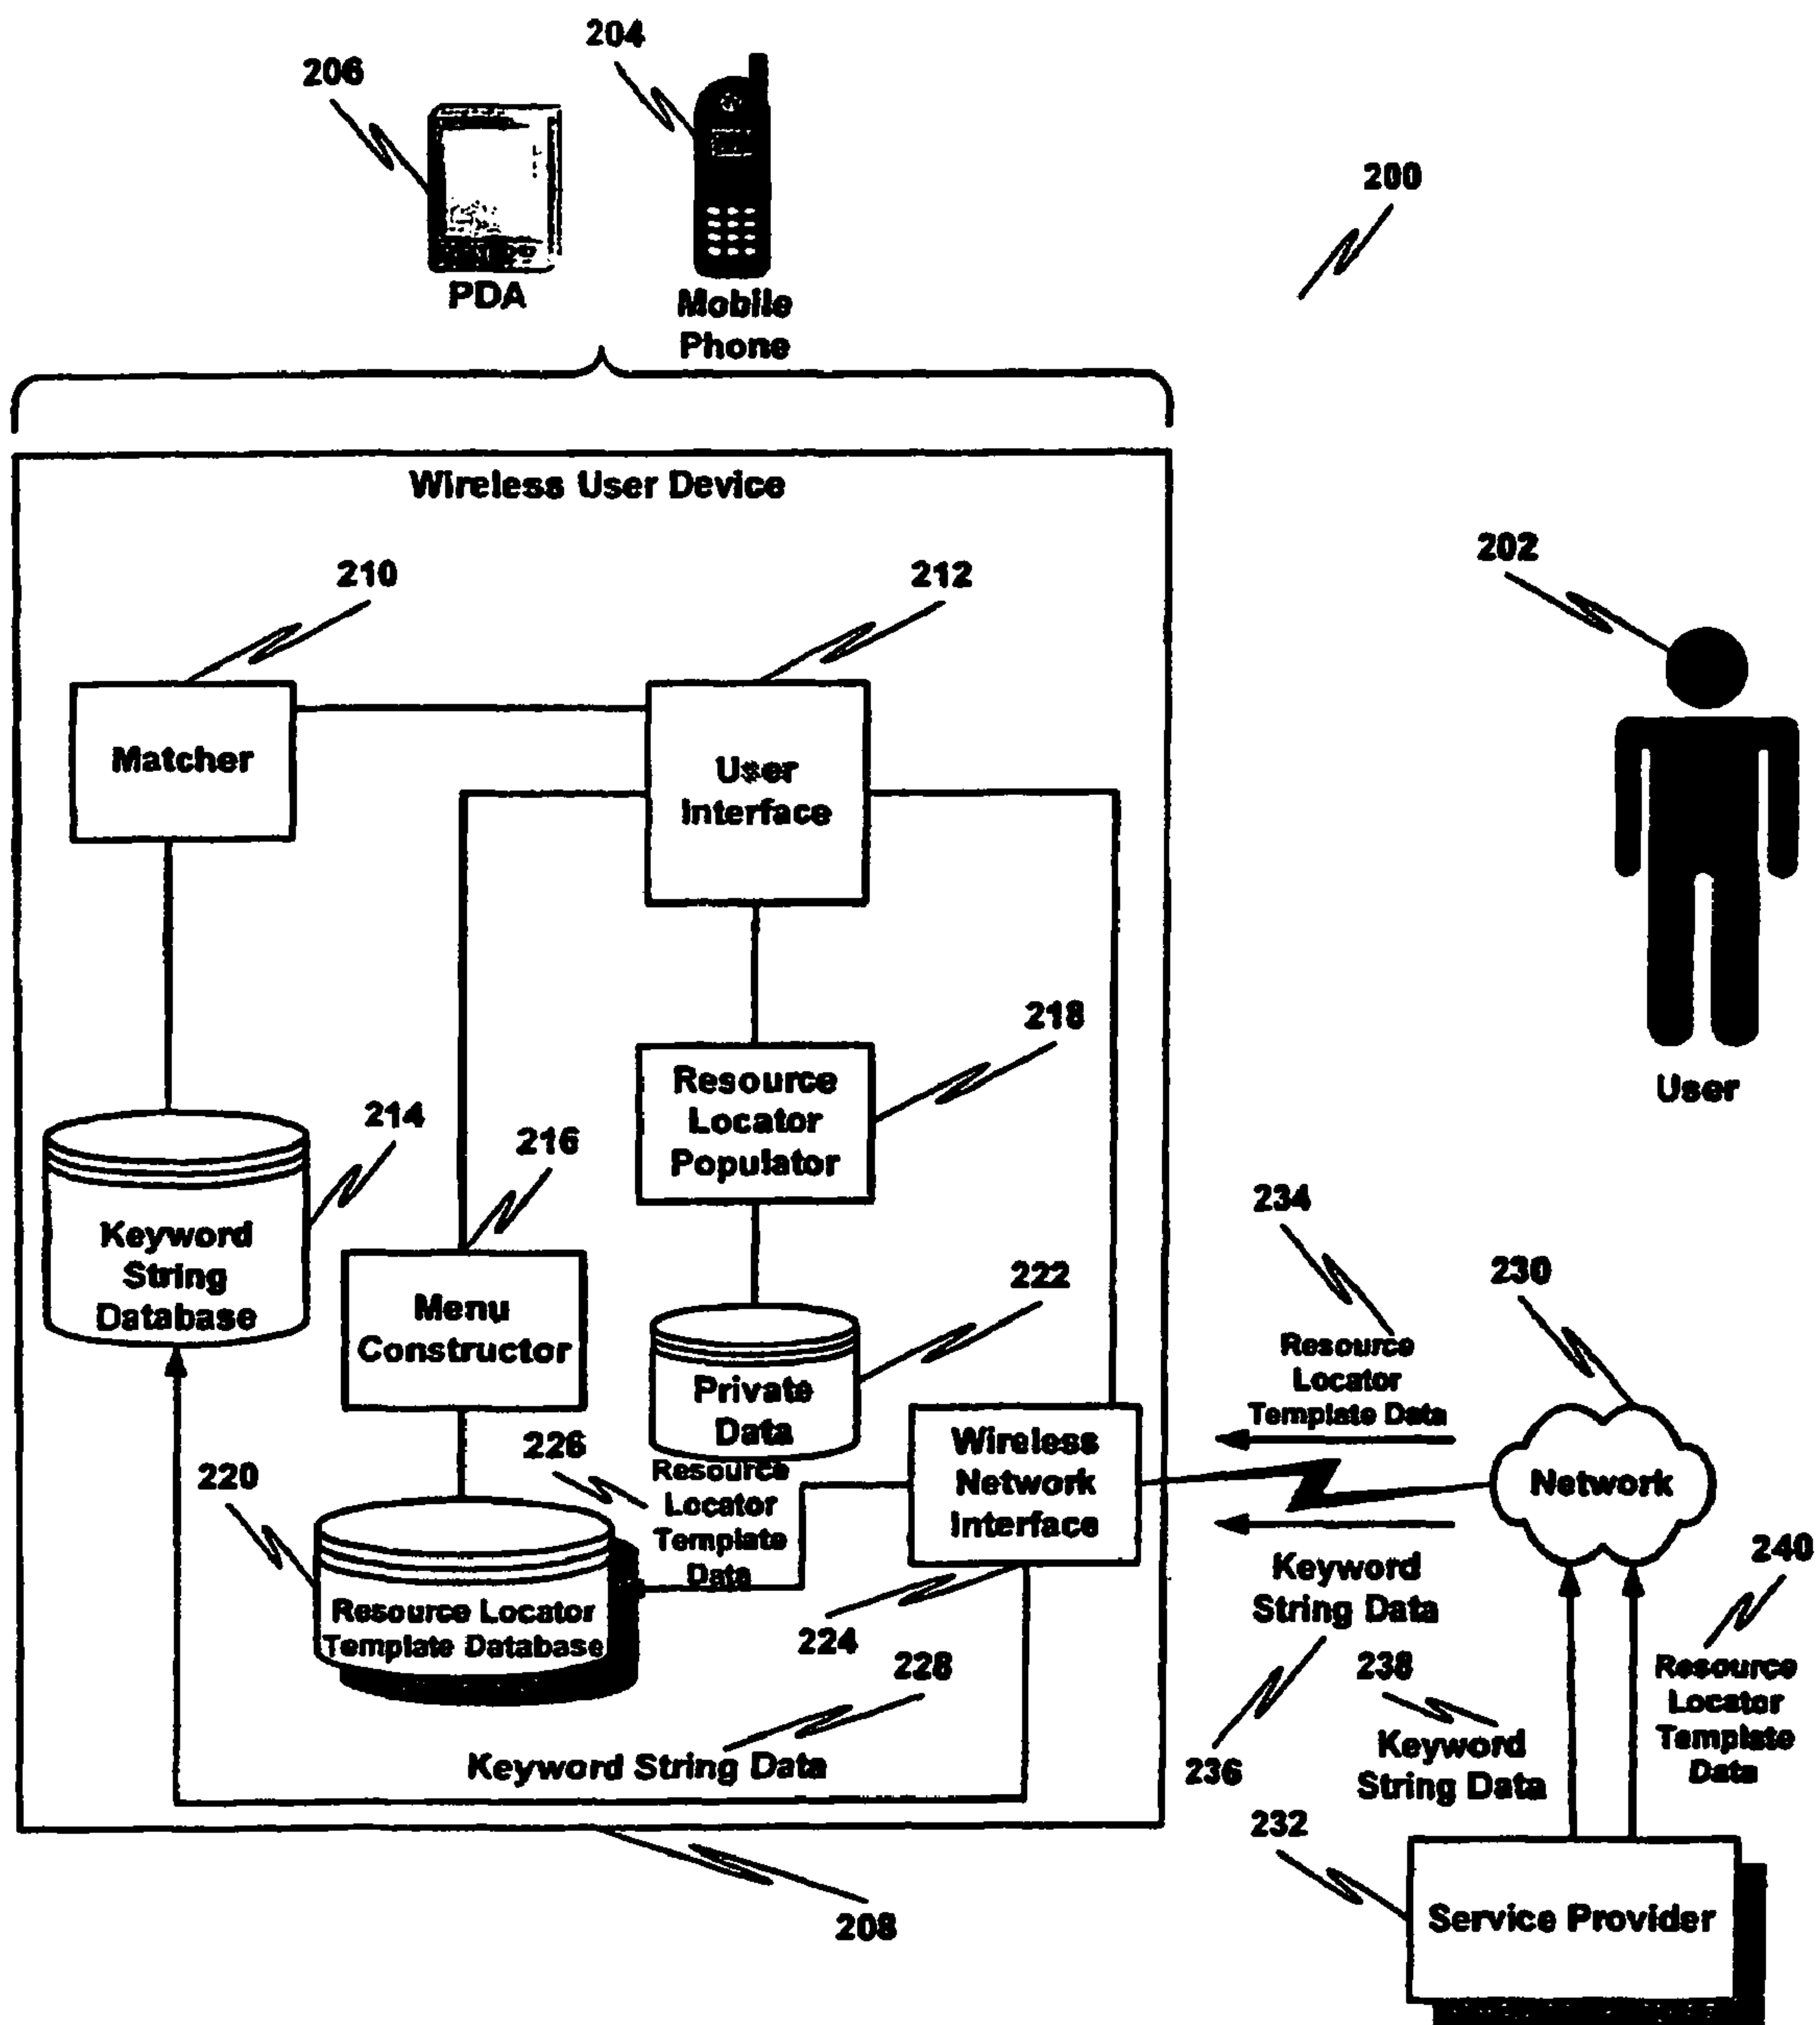 204
206
200
PDA
Mobile
Phone
Wireless User Device
210
212
202
Matcher
User
Interface
User
218
Resource
Locator
Populator
214
216
Keyword
String
Database
Menu
Constructor
222
Private
Data
234
230
Resource
Locator
Template Data
Network
Wireless
Network
Interface
226
Resource
Locator
Template
Data
220
Resource Locator
Template Database
224
228
Keyword String Data
Keyword
String Data
236
238
Keyword
String Data
240
Resource
Locator
Template
Data
232
Service Provider
208